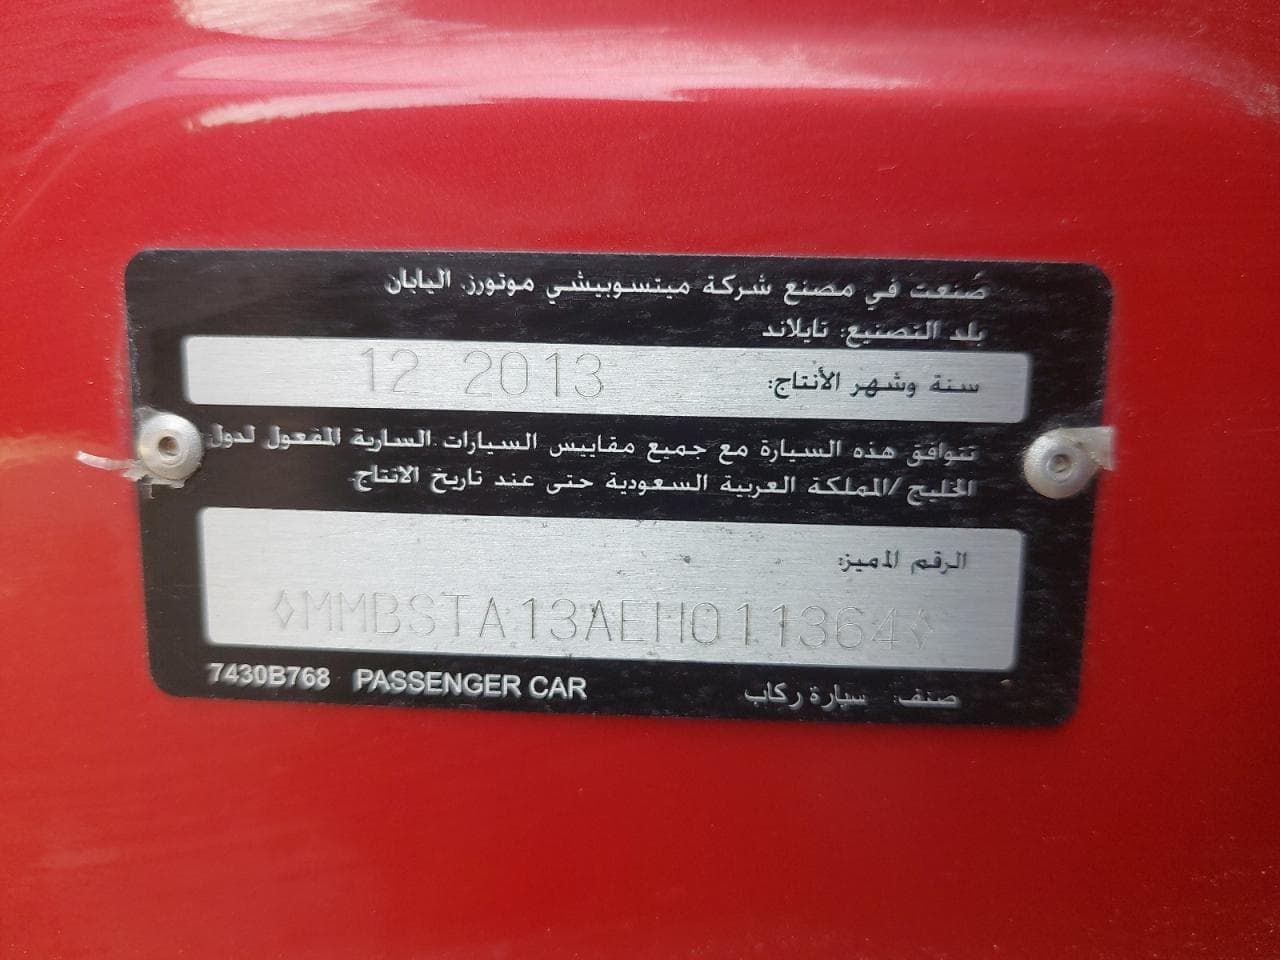 صُنعت في مصنع شركة ميتسوبيشي موتورز. اليابان
بلد التصنيع: تايلاند
سنة وشهر الأنتاج: 12 2013
تتوافق هذه السيارة مع جميع مقاييس السيارات السارية المفعول لدول
الخليج/المملكة العربية السعودية حتى عند تاريخ الانتاج.
الرقم المميز:
◊MMBSTA13AEH011364◊
7430B768 PASSENGER CAR صنف: سيارة ركاب